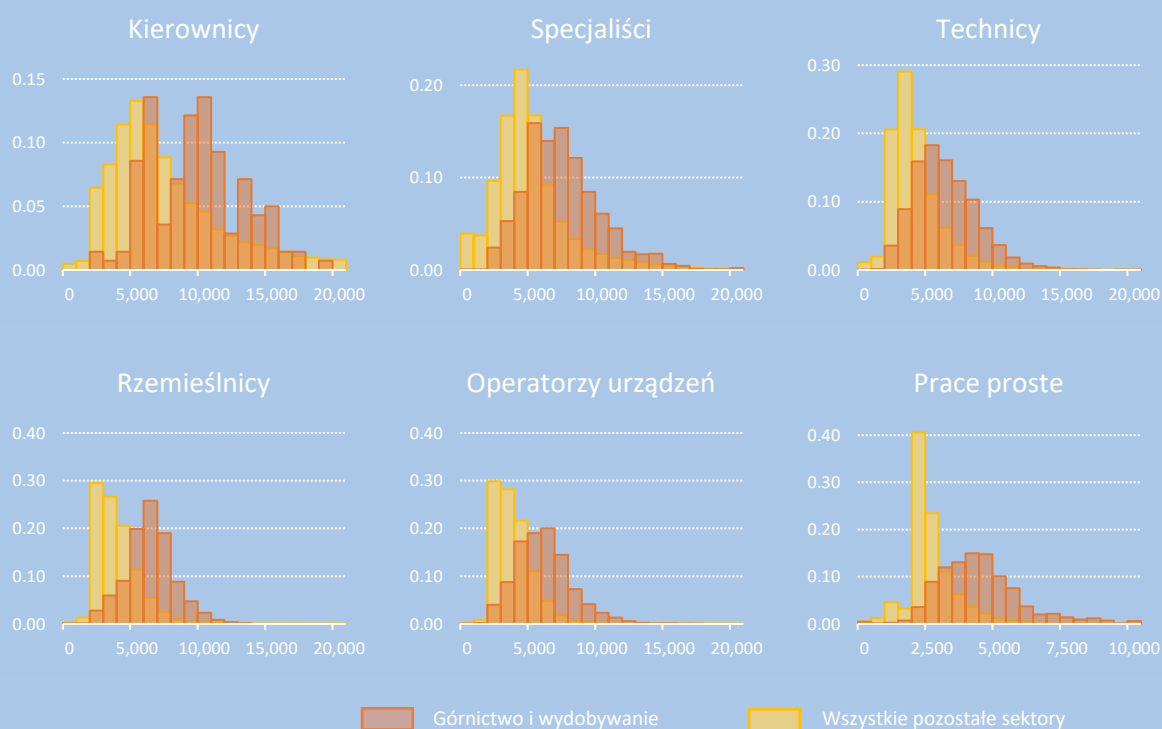 Kierownicy
Specjaliści
Technicy
0.15
0.10
0.05
0.00
0 5,000 10,000 15,000 20,000
0.20
0.10
0.00
0 5,000 10,000 15,000 20,000
0.30
0.20
0.10
0.00
0 5,000 10,000 15,000 20,000
Rzemieślnicy
Operatorzy urządzeń
Prace proste
0.40
0.30
0.20
0.10
0.00
0 5,000 10,000 15,000 20,000
0.40
0.30
0.20
0.10
0.00
0 5,000 10,000 15,000 20,000
0.40
0.30
0.20
0.10
0.00
0 2,500 5,000 7,500 10,000
Górnictwo i wydobywanie
Wszystkie pozostałe sektory